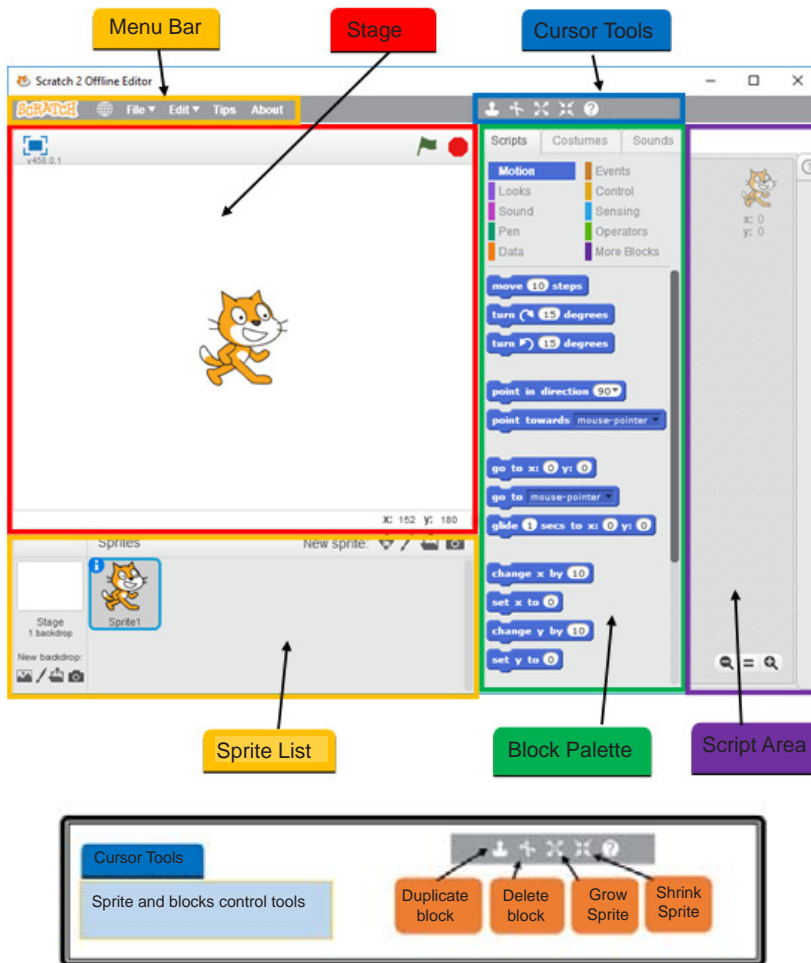 Menu Bar
Stage
Cursor Tools
Scratch 2 Offline Editor
SCRATCH File Edit Tips About
v458.0.1
Scripts Costumes Sounds
Motion Events
Looks Control
Sound Sensing
Pen Operators
Data More Blocks
x: 0
y: 0
move 10 steps
turn 15 degrees
turn 15 degrees
point in direction 90
point towards mouse-pointer
go to x: 0 y: 0
go to mouse-pointer
glide 1 secs to x: 0 y: 0
change x by 10
set x to 0
change y by 10
set y to 0
X: 152 Y: 180
Sprites New sprite:
Stage
1 backdrop
Sprite1
New backdrop:
Sprite List
Block Palette
Script Area
Cursor Tools
Sprite and blocks control tools
Duplicate
block
Delete
block
Grow
Sprite
Shrink
Sprite